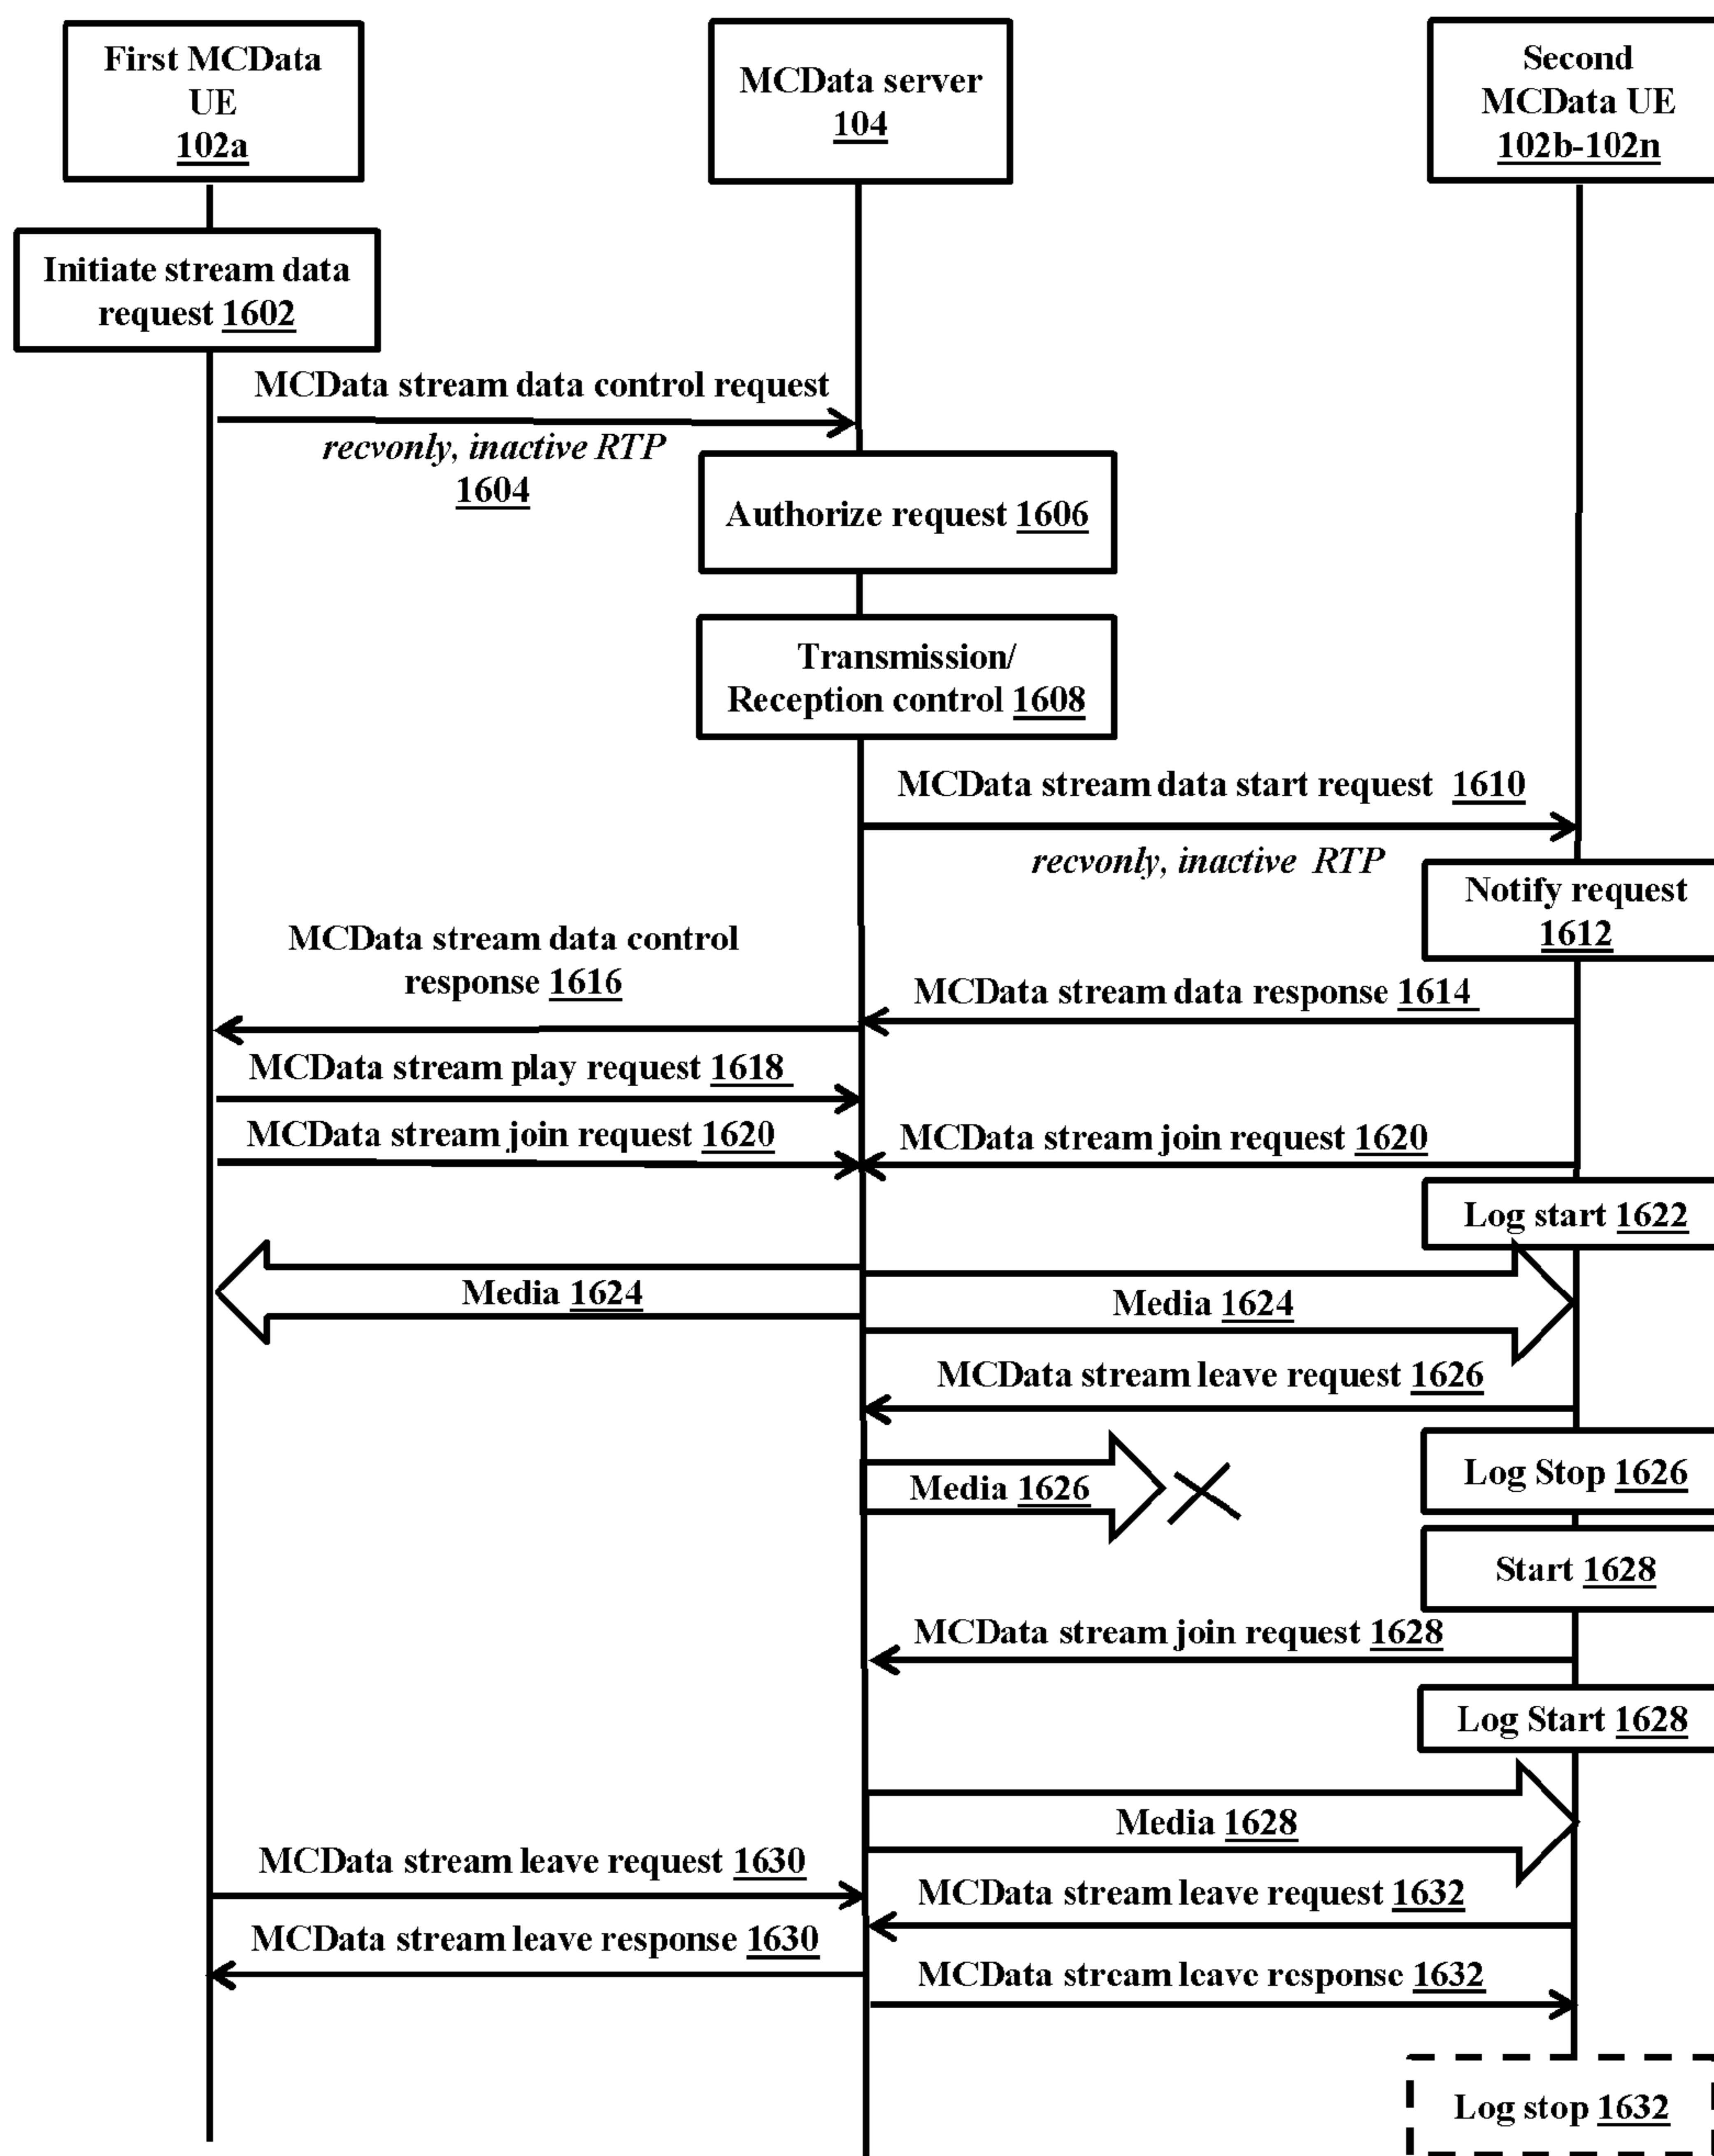 First MCData
UE
102a
MCData server
104
Second
MCData UE
102b-102n
Initiate stream data
request 1602
MCData stream data control request
recvonly, inactive RTP
1604
Authorize request 1606
Transmission/
Reception control 1608
MCData stream data start request 1610
recvonly, inactive RTP
Notify request
1612
MCData stream data control
response 1616
MCData stream data response 1614
MCData stream play request 1618
MCData stream join request 1620
MCData stream join request 1620
Log start 1622
Media 1624
Media 1624
MCData stream leave request 1626
Log Stop 1626
Media 1626
Start 1628
MCData stream join request 1628
Log Start 1628
Media 1628
MCData stream leave request 1630
MCData stream leave request 1632
MCData stream leave response 1630
MCData stream leave response 1632
Log stop 1632